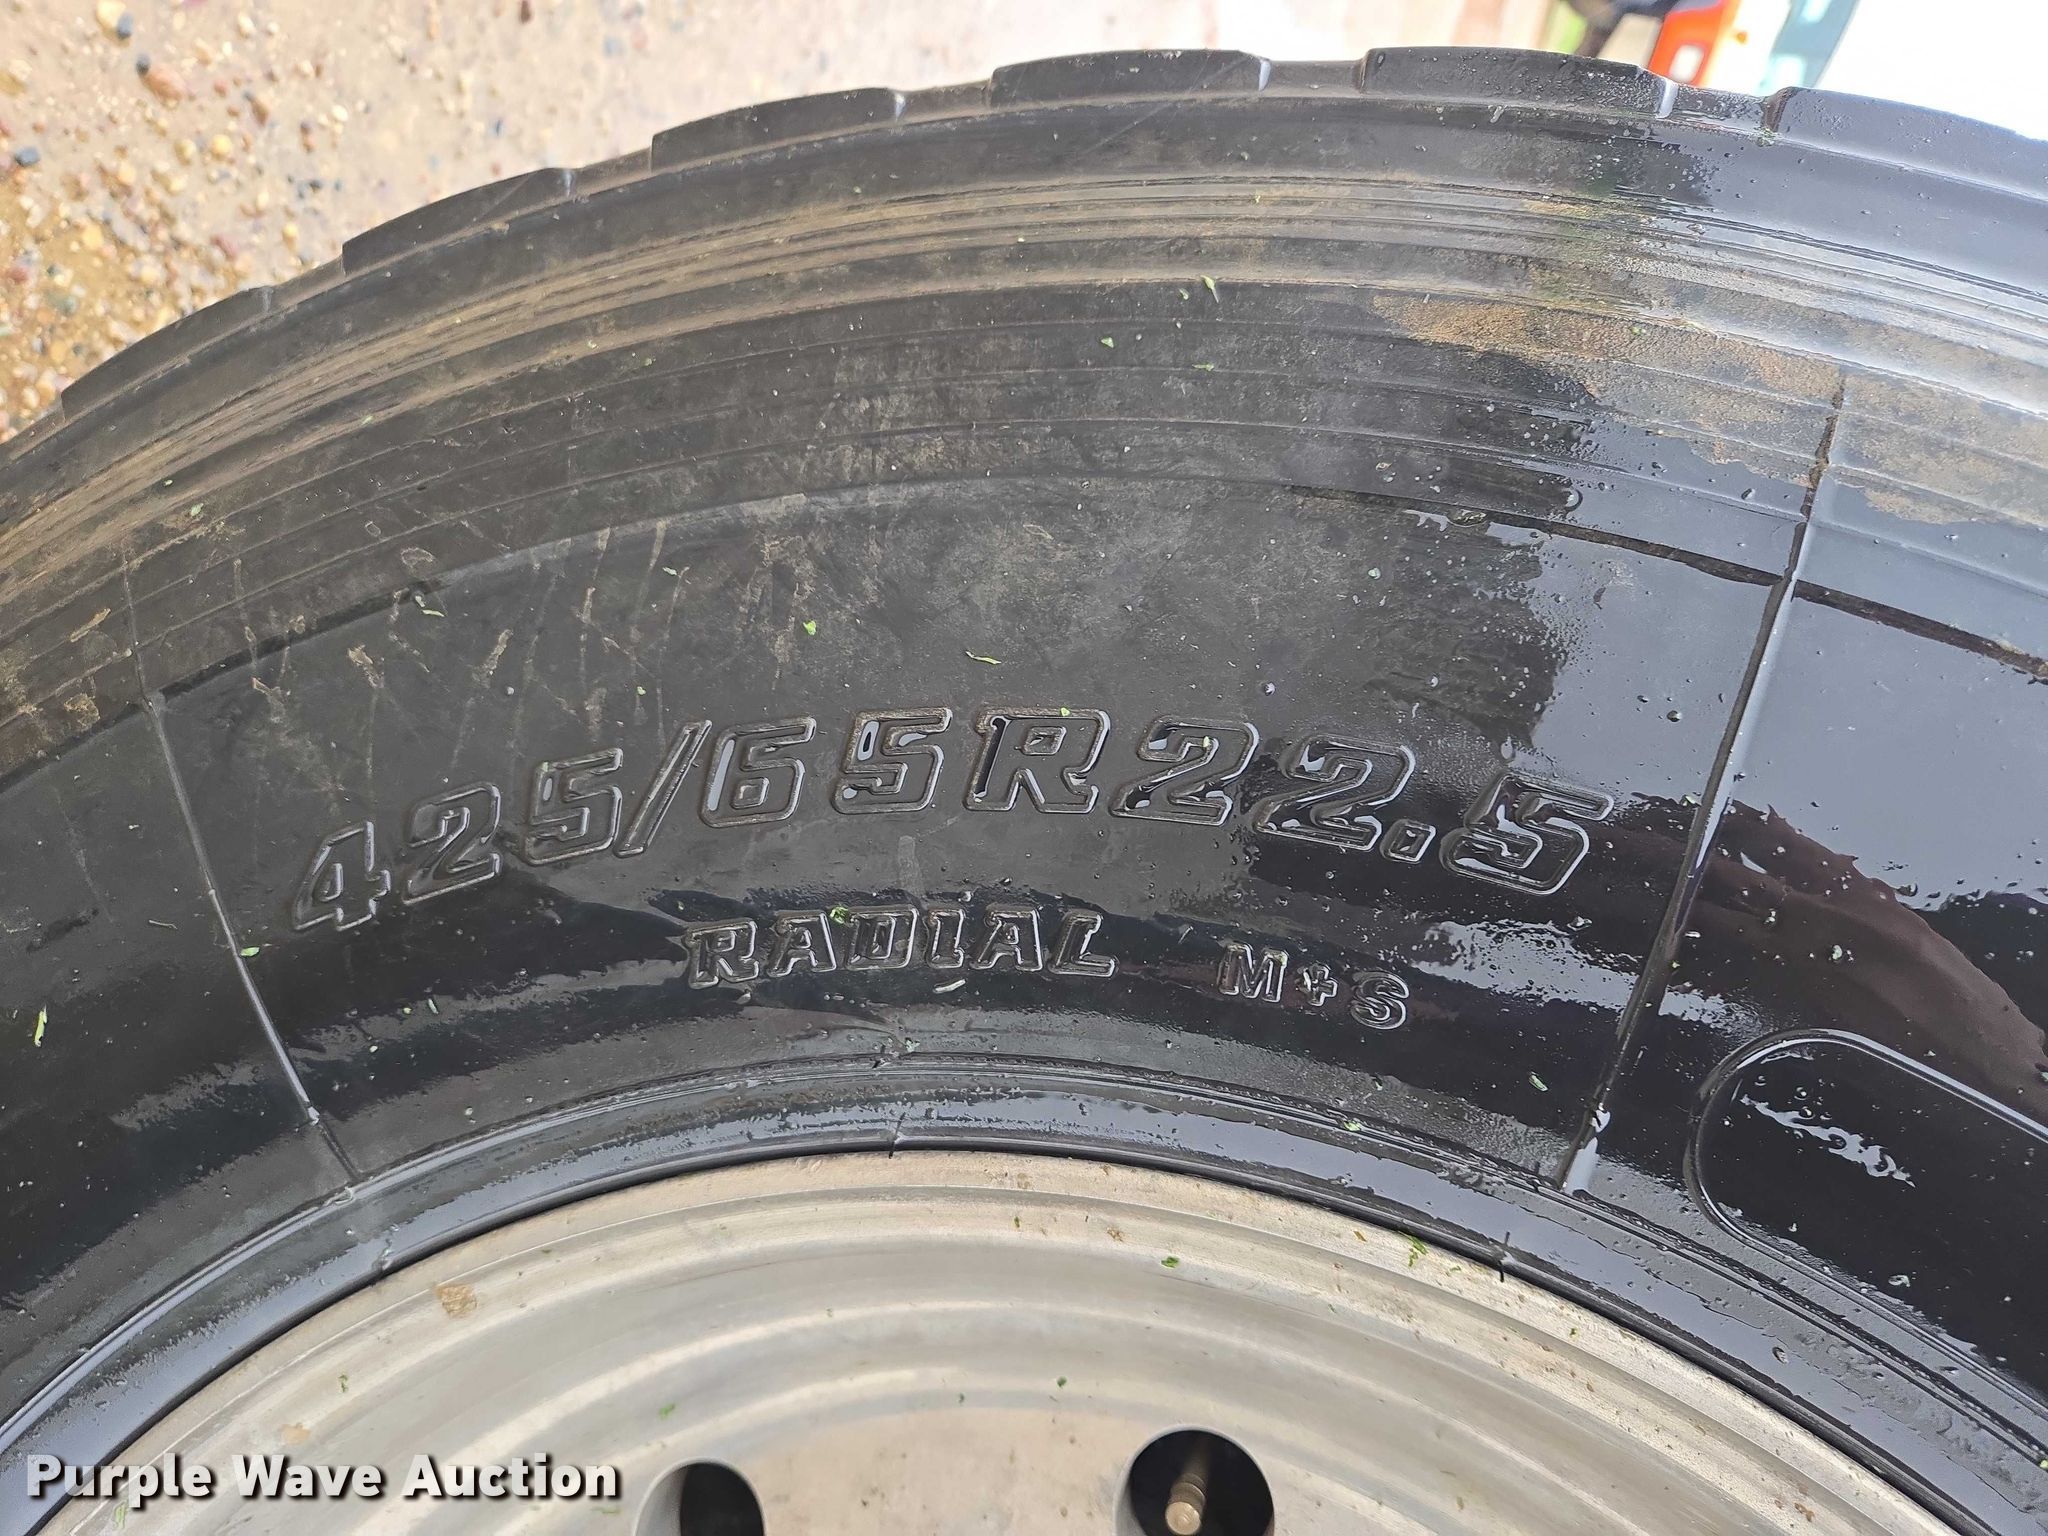 425/65R22.5
RADIAL M+S
Purple Wave Auction